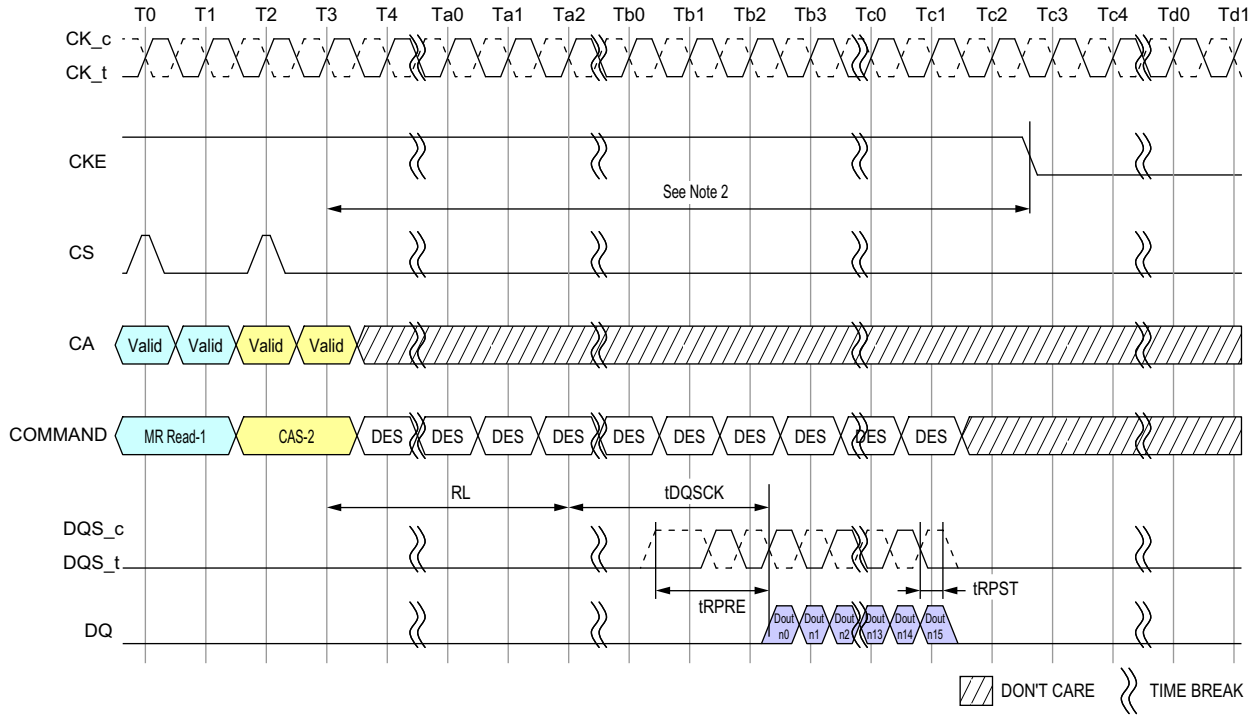 T0 T1 T2 T3 T4 Ta0 Ta1 Ta2 Tb0 Tb1 Tb2 Tb3 Tc0 Tc1 Tc2 Tc3 Tc4 Td0 Td1
CK_c
CK_t
CKE
See Note 2
CS
CA Valid Valid Valid Valid
COMMAND MR Read-1 CAS-2 DES DES DES DES DES DES DES DES DES DES
RL tDQSCK
DQS_c
DQS_t
tRPRE tRPST
DQ Dout n0 Dout n1 Dout n2 Dout n13 Dout n14 Dout n15
DON'T CARE TIME BREAK